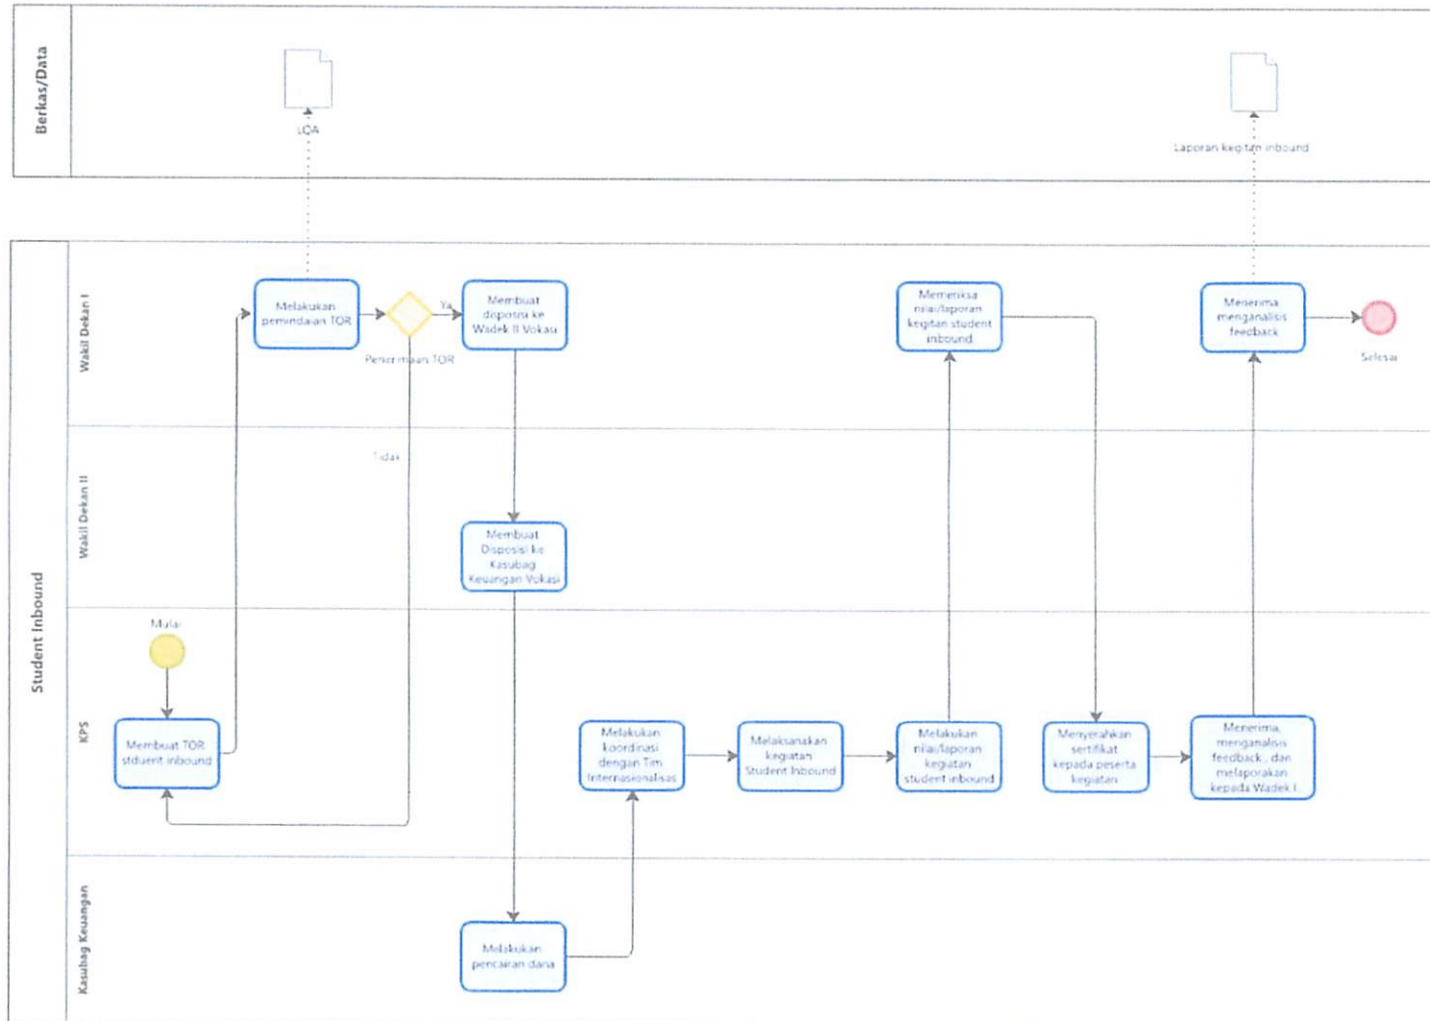 Berkas/Data
LOA
Laporan kegitan inbound
Student Inbound
Wakil Dekan I
Melakukan
pemindaian TOR
Penerimaan TOR
Ya
Tidak
Membuat
disposisi ke
Wadek II Vokasi
Memeriksa
nilai/laporan
kegitan student
inbound
Menerima
menganalisis
feedback
Selesai
Wakil Dekan II
Membuat
Disposisi ke
Kasubag
Keuangan Vokasi
KPS
Mulai
Membuat TOR
stduent inbound
Melakukan
koordinasi
dengan Tim
Internasionalisas
Melaksanakan
kegiatan
Student Inbound
Melakukan
nilai/laporan
kegiatan
student inbound
Menyerahkan
sertifikat
kepada peserta
kegiatan
Menerima,
menganalisis
feedback , dan
melaporakan
kepada Wadek I
Kasubag Keuangan
Melakukan
pencairan dana